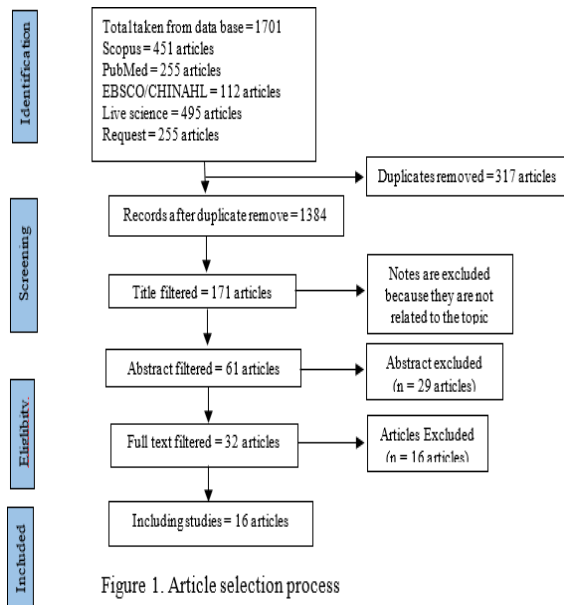 Identification
Total taken from data base = 1701
Scopus = 451 articles
PubMed = 255 articles
EBSCO/CHINAHL = 112 articles
Live science = 495 articles
Request = 255 articles
Duplicates removed = 317 articles
Screening
Records after duplicate remove = 1384
Title filtered = 171 articles
Notes are excluded
because they are not
related to the topic
Abstract filtered = 61 articles
Abstract excluded
(n = 29 articles)
Eligibity.
Full text filtered = 32 articles
Articles Excluded
(n = 16 articles)
Included
Including studies = 16 articles
Figure 1. Article selection process